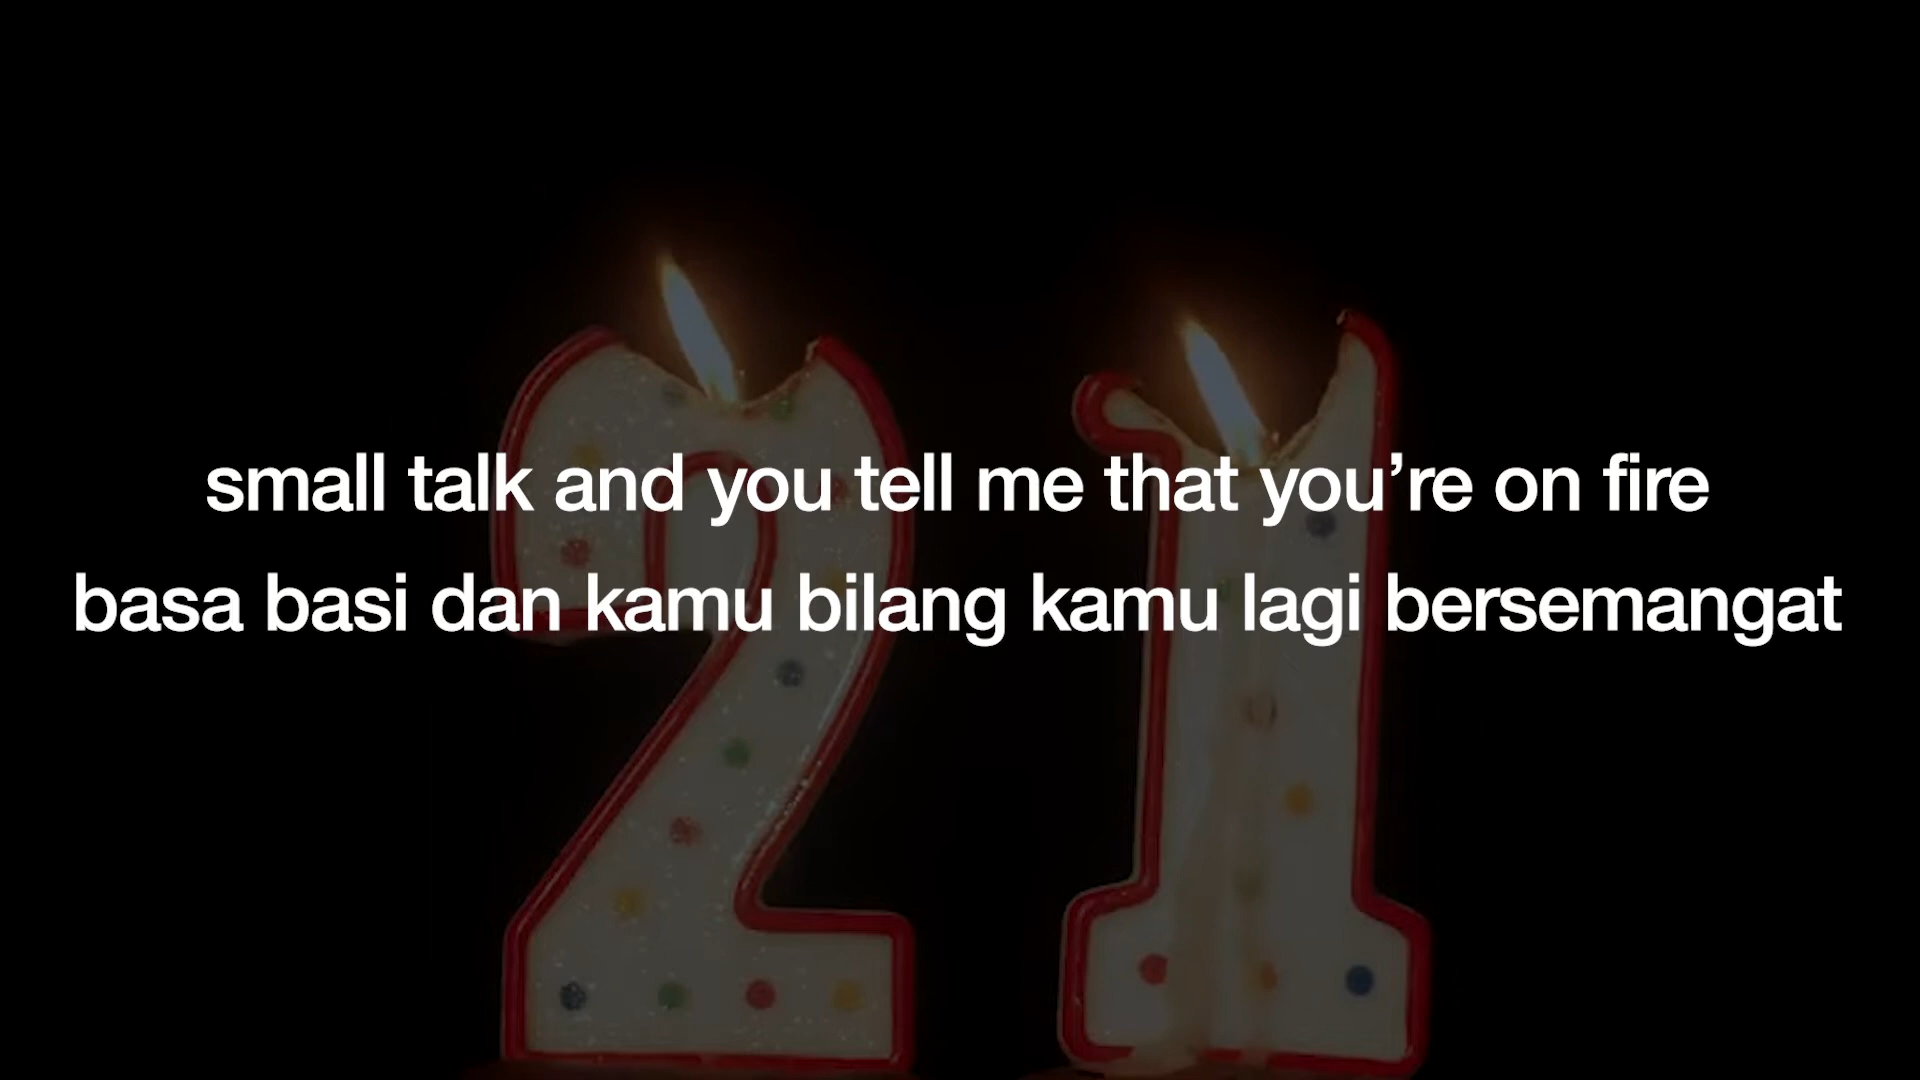 21
small talk and you tell me that you’re on fire
basa basi dan kamu bilang kamu lagi bersemangat